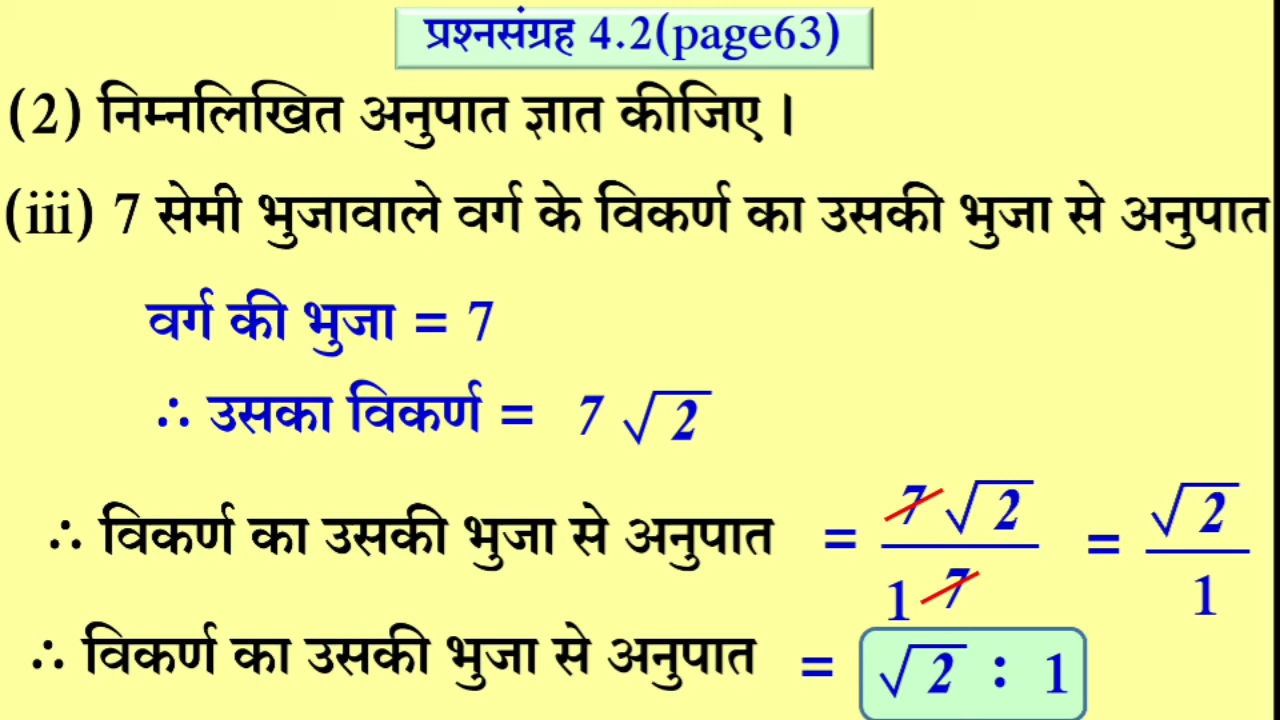 प्रश्नसंग्रह 4.2(page63)
(2) निम्नलिखित अनुपात ज्ञात कीजिए ।
(iii) 7 सेमी भुजावाले वर्ग के विकर्ण का उसकी भुजा से अनुपात
वर्ग की भुजा = 7
∴ उसका विकर्ण = 7 √2
∴ विकर्ण का उसकी भुजा से अनुपात = 7√2 / 1 7 = √2 / 1
∴ विकर्ण का उसकी भुजा से अनुपात = √2 : 1